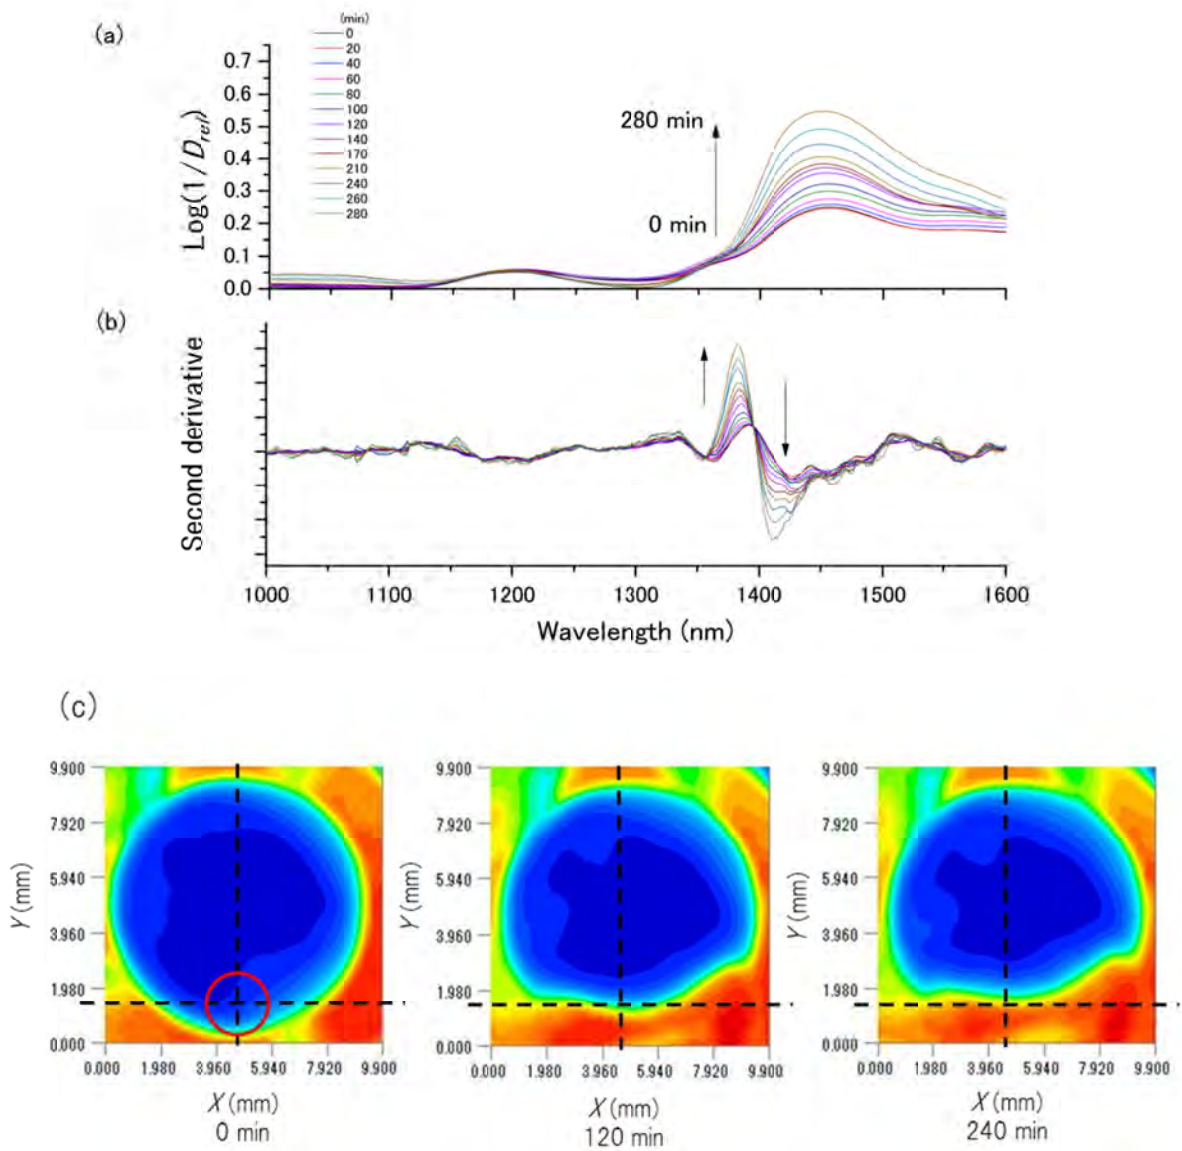 (a)
(min)
0
20
40
60
80
100
120
140
170
210
240
260
280
Log(1/D_ref)
0.7
0.6
0.5
0.4
0.3
0.2
0.1
0.0
280 min
0 min
(b)
Second derivative
1000 1100 1200 1300 1400 1500 1600
Wavelength (nm)
(c)
Y (mm)
9.900
7.920
5.940
3.960
1.980
0.000
0.000 1.980 3.960 5.940 7.920 9.900
X (mm)
0 min
Y (mm)
9.900
7.920
5.940
3.960
1.980
0.000
0.000 1.980 3.960 5.940 7.920 9.900
X (mm)
120 min
Y (mm)
9.900
7.920
5.940
3.960
1.980
0.000
0.000 1.980 3.960 5.940 7.920 9.900
X (mm)
240 min